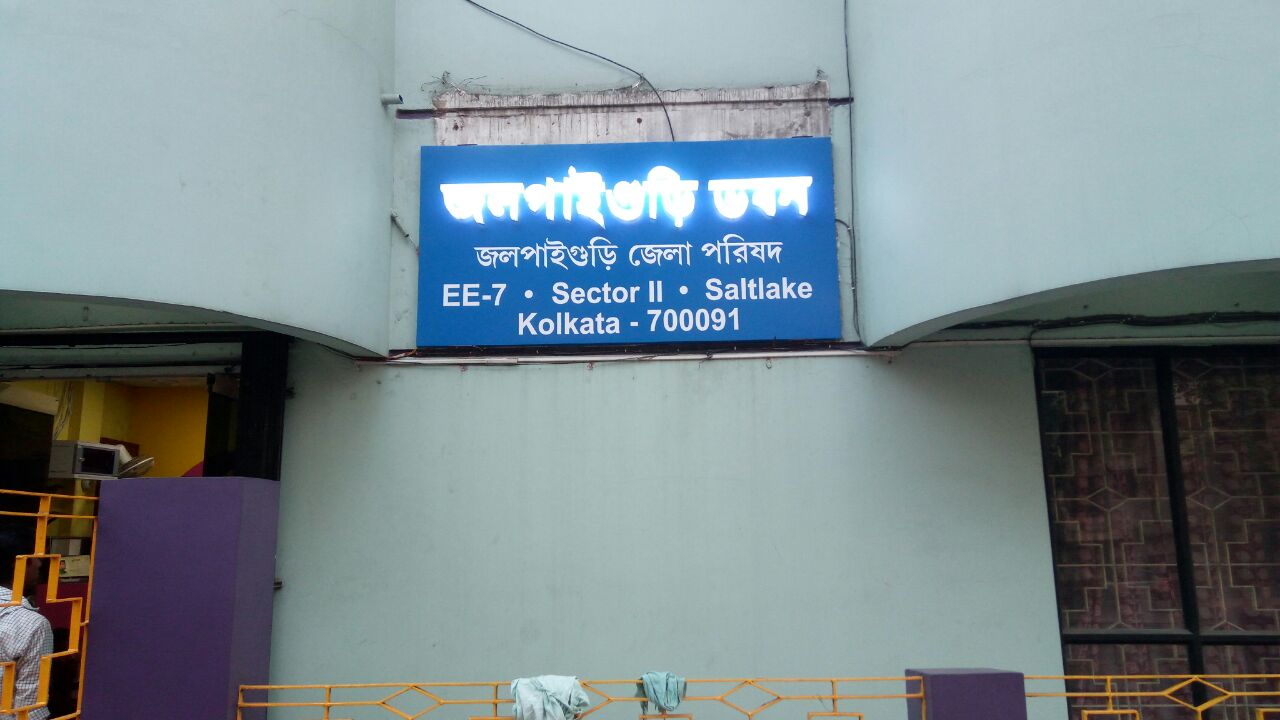 জলপাইগুড়ি ভবন
জলপাইগুড়ি জেলা পরিষদ
EE-7 • Sector II • Saltlake
Kolkata - 700091